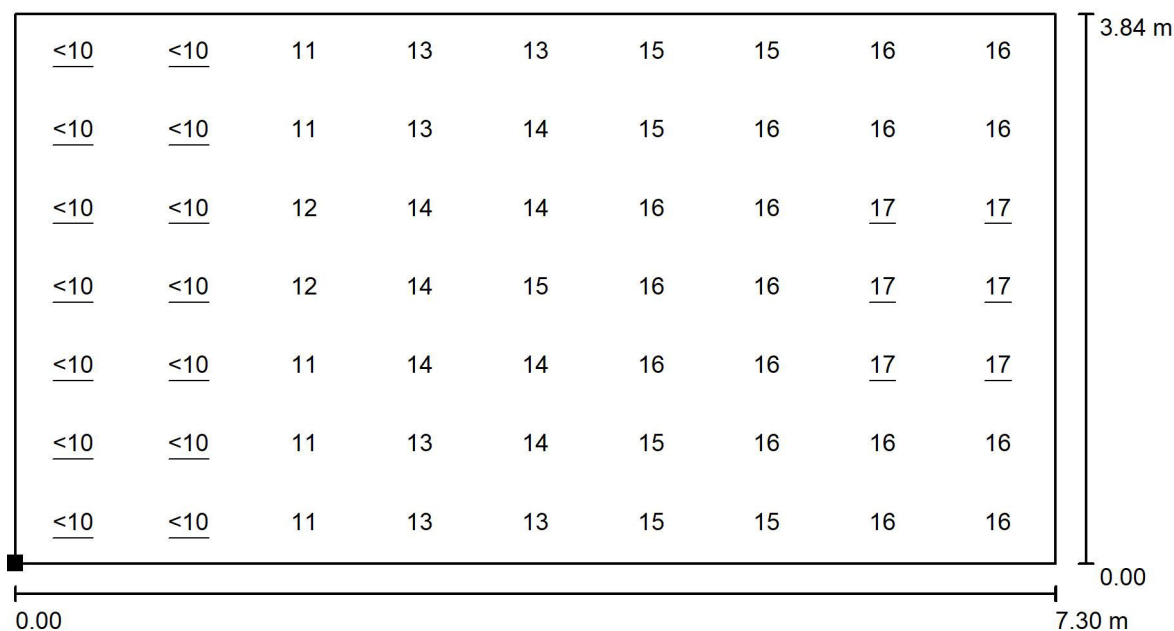 <10 <10 11 13 13 15 15 16 16
3.84 m
<10 <10 11 13 14 15 16 16 16
<10 <10 12 14 14 16 16 17 17
<10 <10 12 14 15 16 16 17 17
<10 <10 11 14 14 16 16 17 17
<10 <10 11 13 14 15 16 16 16
<10 <10 11 13 13 15 15 16 16
0.00
0.00 7.30 m